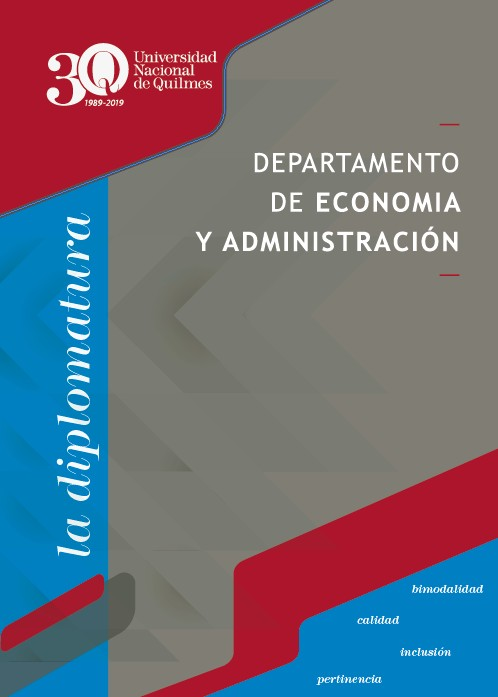 30
1989-2019
Universidad
Nacional
de Quilmes
DEPARTAMENTO
DE ECONOMIA
Y ADMINISTRACIÓN
la diplomatura
bimodalidad
calidad
inclusión
pertinencia